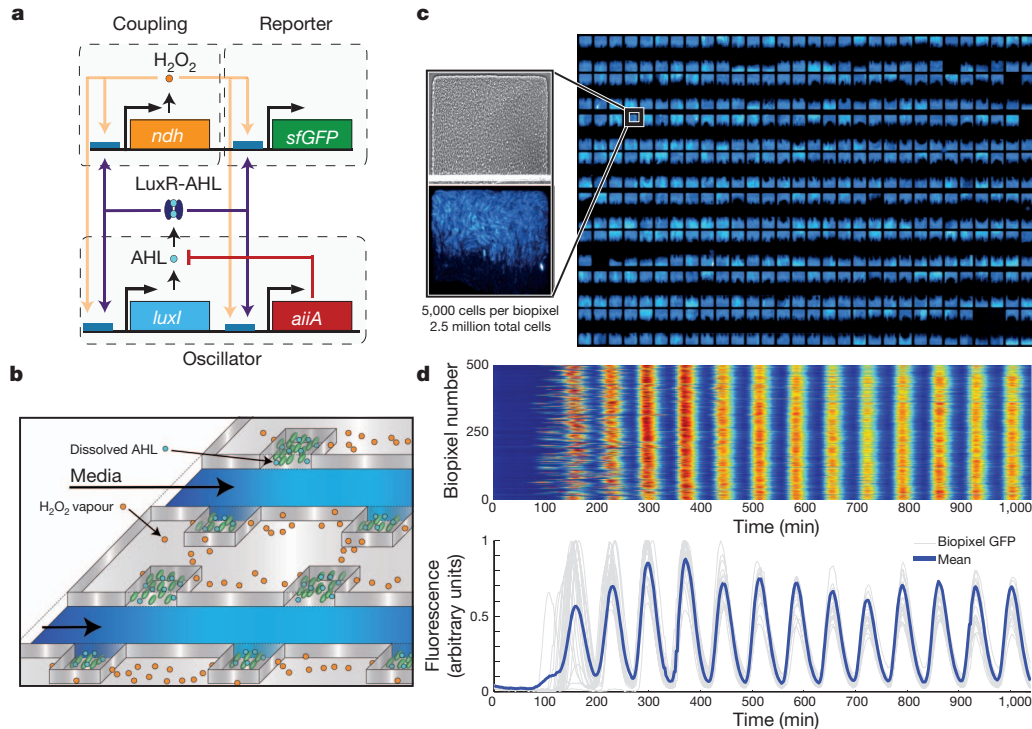 a
Coupling
Reporter
H2O2
ndh
sfGFP
LuxR-AHL
AHL
luxI
aiiA
Oscillator
b
Dissolved AHL
Media
H2O2 vapour
c
5,000 cells per biopixel
2.5 million total cells
d
Biopixel number
500
250
0
0 100 200 300 400 500 600 700 800 900 1,000
Time (min)
Fluorescence
(arbitrary units)
1
0.5
0
Biopixel GFP
Mean
0 100 200 300 400 500 600 700 800 900 1,000
Time (min)